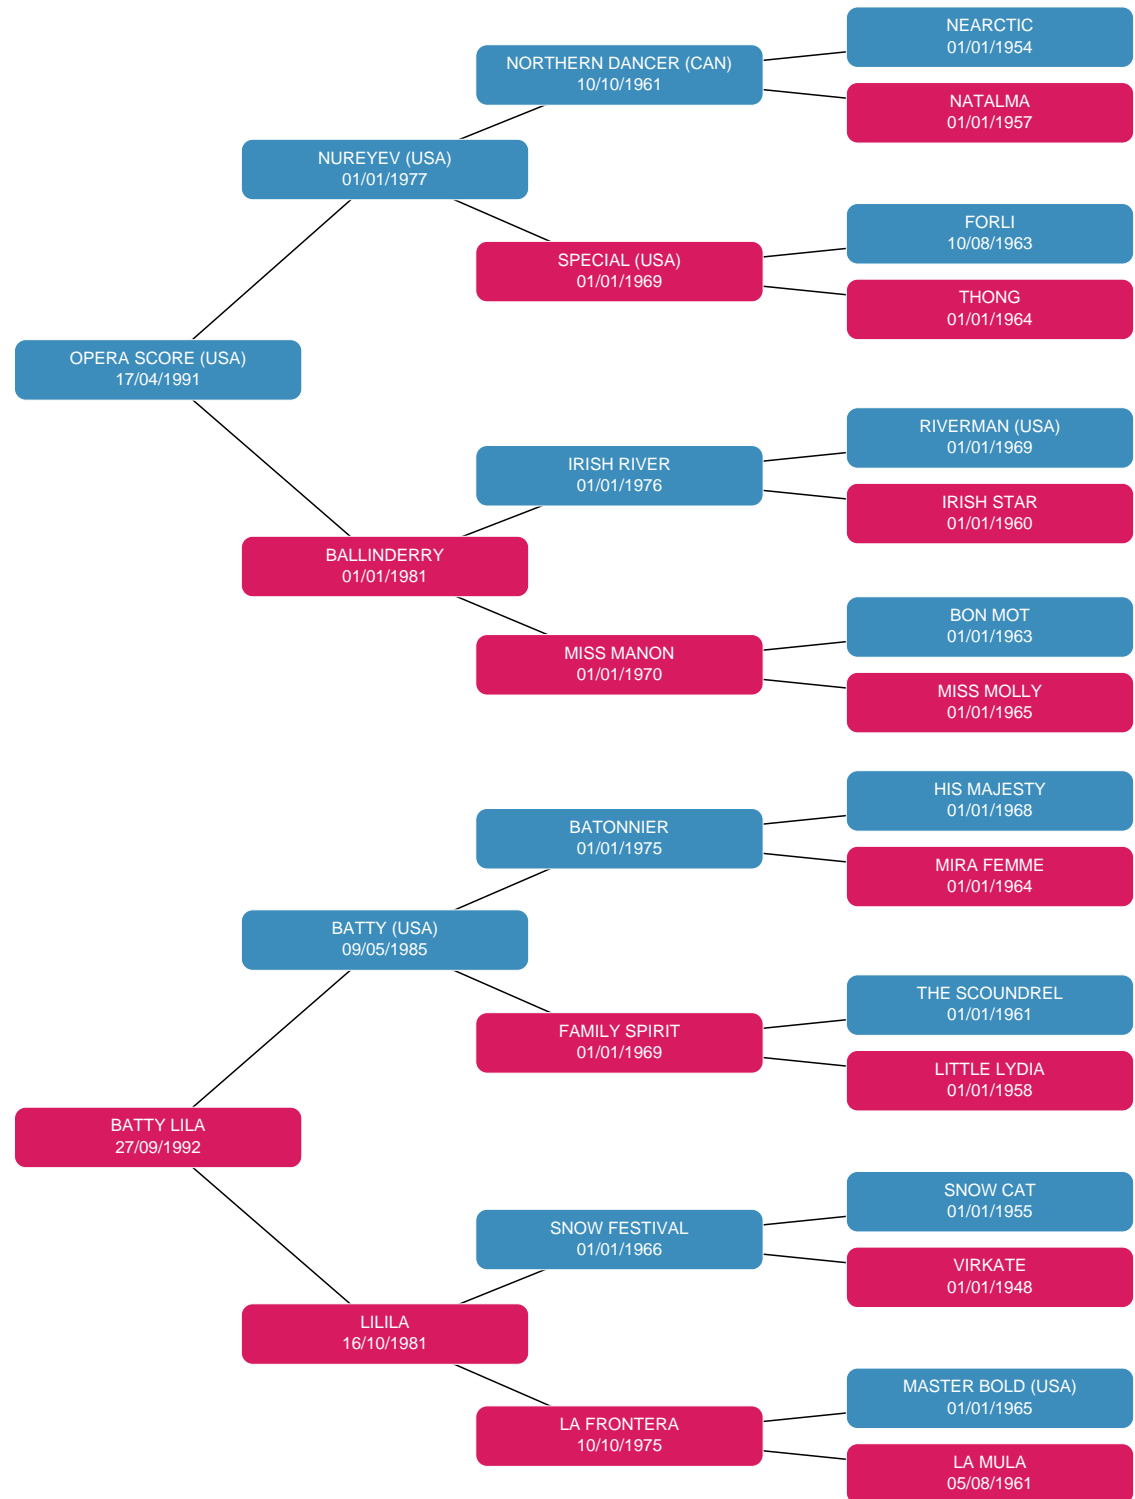 NEARCTIC
01/01/1954
NORTHERN DANCER (CAN)
10/10/1961
NATALMA
01/01/1957
NUREYEV (USA)
01/01/1977
FORLI
10/08/1963
SPECIAL (USA)
01/01/1969
THONG
01/01/1964
OPERA SCORE (USA)
17/04/1991
RIVERMAN (USA)
01/01/1969
IRISH RIVER
01/01/1976
IRISH STAR
01/01/1960
BALLINDERRY
01/01/1981
BON MOT
01/01/1963
MISS MANON
01/01/1970
MISS MOLLY
01/01/1965
HIS MAJESTY
01/01/1968
BATONNIER
01/01/1975
MIRA FEMME
01/01/1964
BATTY (USA)
09/05/1985
THE SCOUNDREL
01/01/1961
FAMILY SPIRIT
01/01/1969
LITTLE LYDIA
01/01/1958
BATTY LILA
27/09/1992
SNOW CAT
01/01/1955
SNOW FESTIVAL
01/01/1966
VIRKATE
01/01/1948
LILILA
16/10/1981
MASTER BOLD (USA)
01/01/1965
LA FRONTERA
10/10/1975
LA MULA
05/08/1961